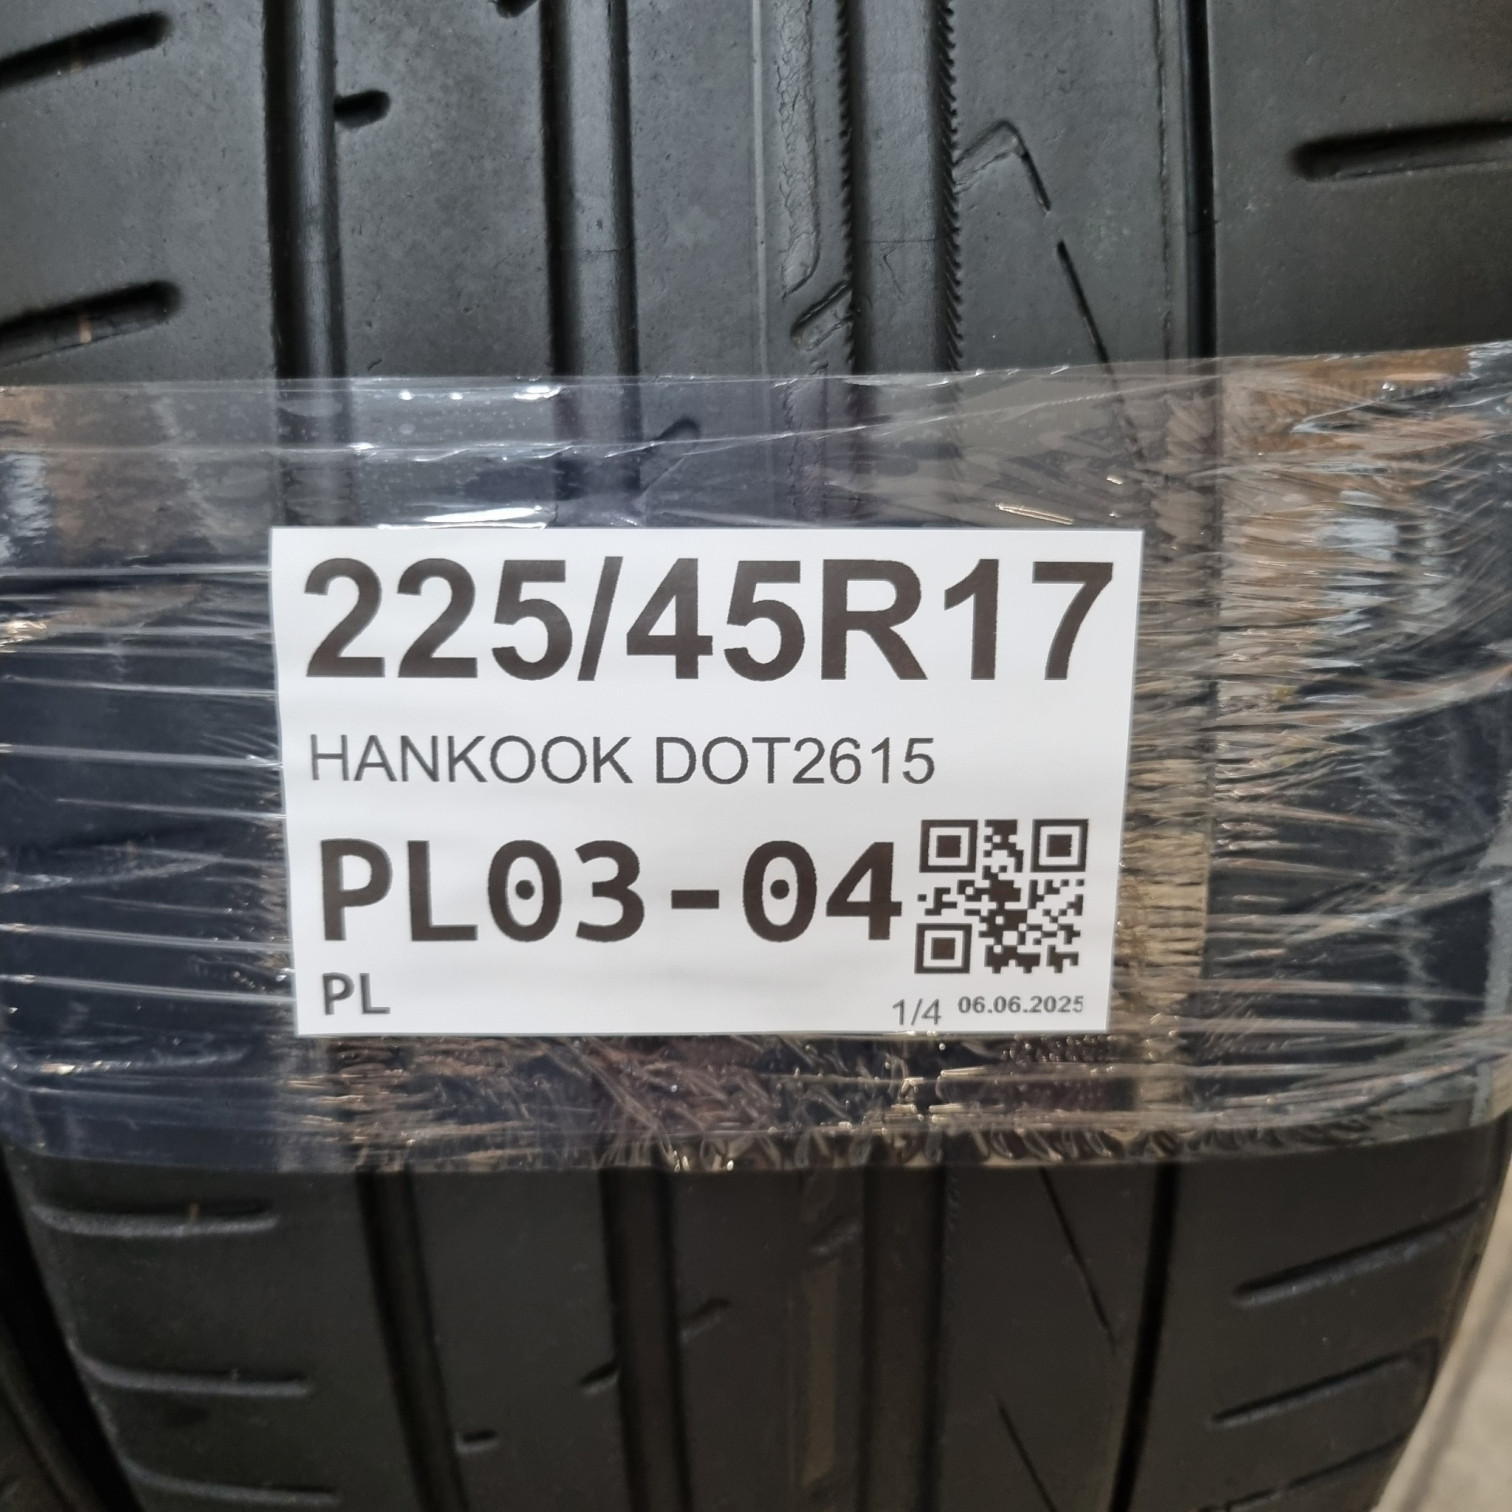 225/45R17
HANKOOK DOT2615
PL03-04
PL
1/4 06.06.2025